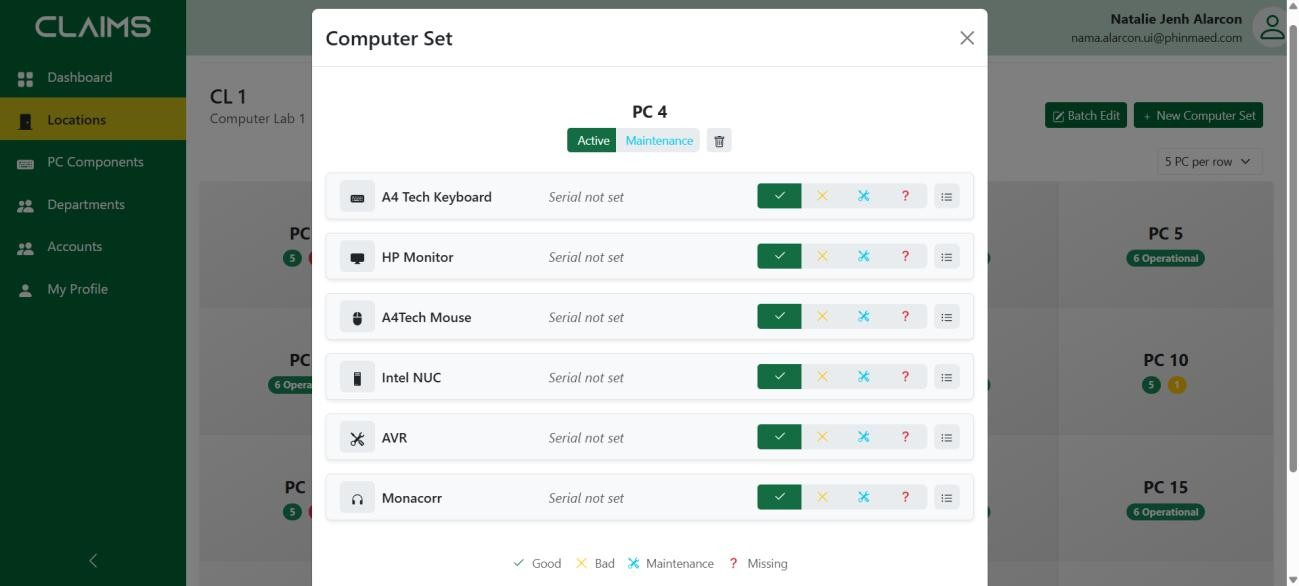 CLAIMS
Natalie Jenh Alarcon
nama.alarcon.ui@phinmaed.com
Dashboard
Locations
PC Components
Departments
Accounts
My Profile
CL 1
Computer Lab 1
Batch Edit
+ New Computer Set
5 PC per row
Computer Set
PC 4
Active Maintenance
A4 Tech Keyboard Serial not set ?
HP Monitor Serial not set ?
A4Tech Mouse Serial not set ?
Intel NUC Serial not set ?
AVR Serial not set ?
Monacorr Serial not set ?
Good Bad Maintenance ? Missing
PC
5
PC 5
6 Operational
PC
6 Opera
PC 10
5 1
PC
5
PC 15
6 Operational